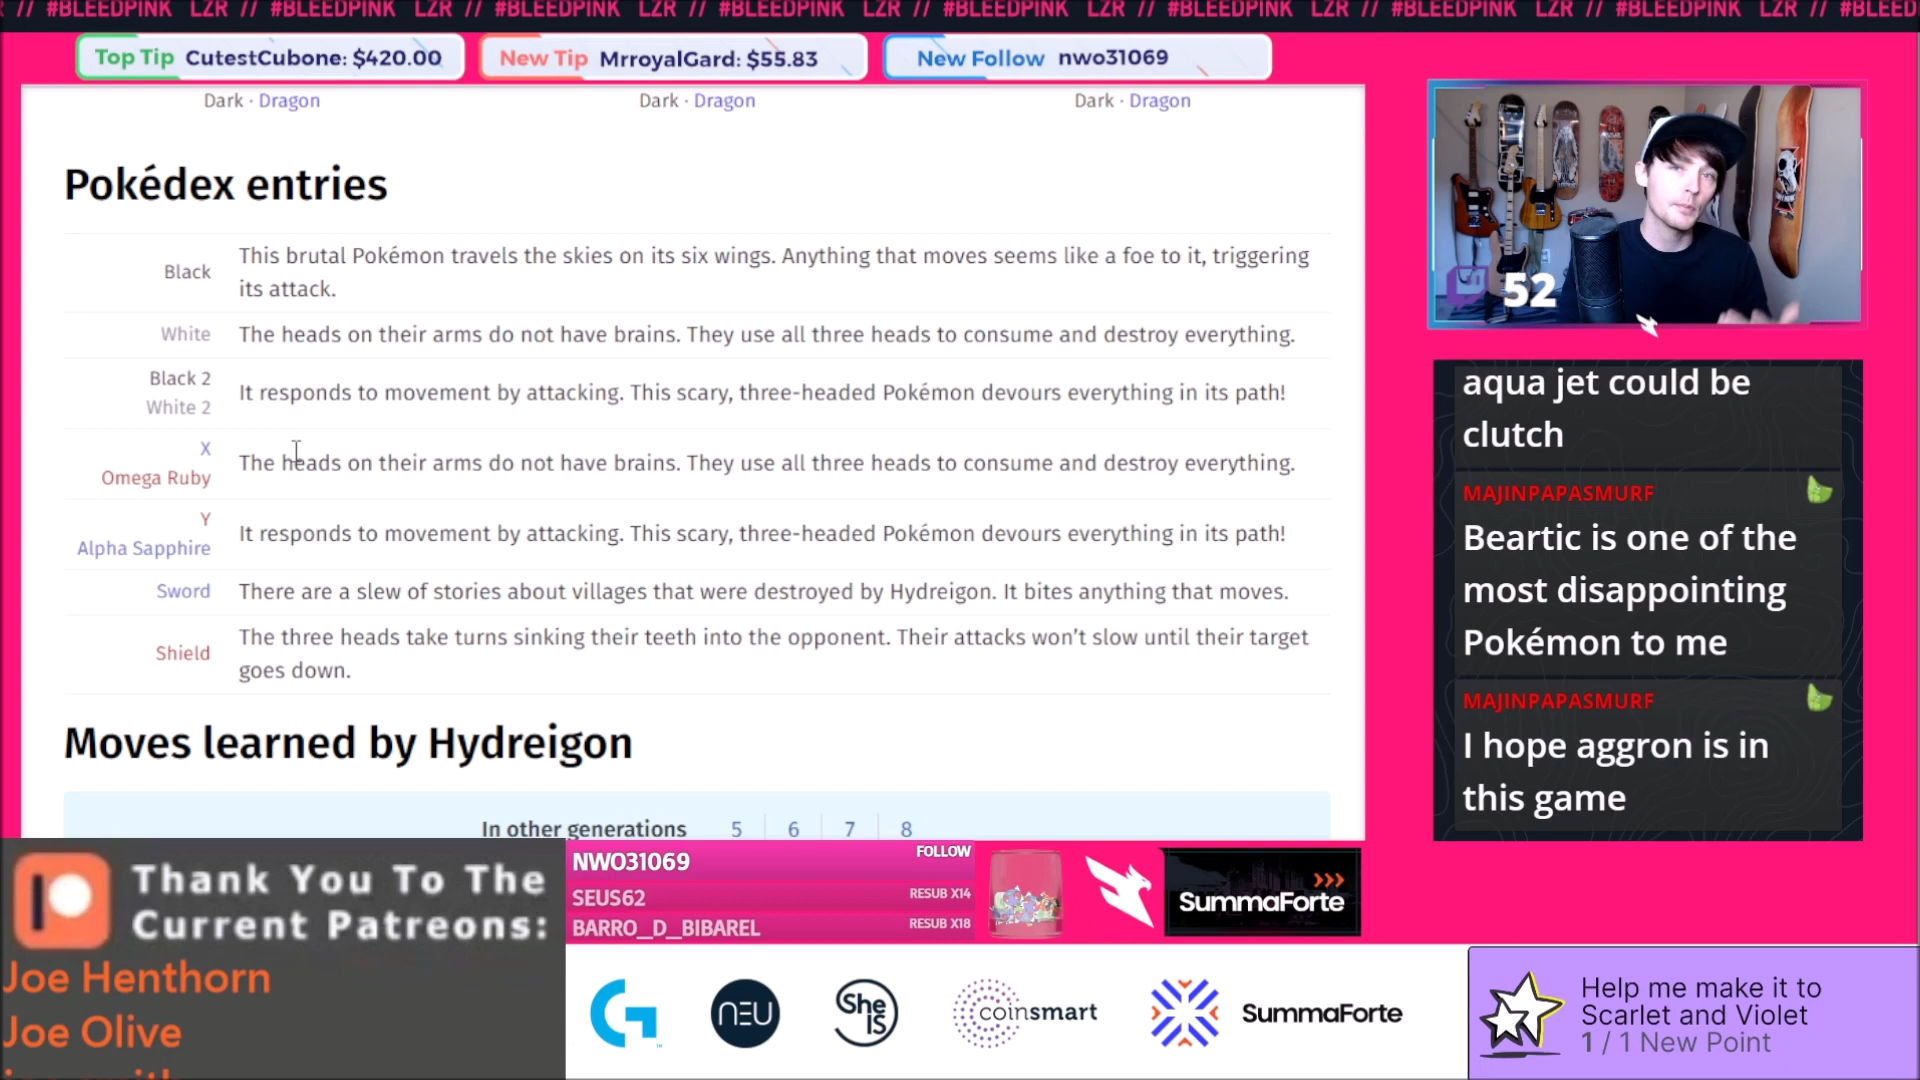 // #BLEEDPINK LZR // #BLEEDPINK LZR // #BLEEDPINK LZR // #BLEEDPINK LZR // #BLEEDPINK LZR // #BLEEDPINK LZR // #BLEEDPINK LZR // #BLEEDPINK LZR // #BLEED
Top Tip CutestCubone: $420.00
New Tip MrroyalGard: $55.83
New Follow nwo31069
Dark · Dragon
Dark · Dragon
Dark · Dragon
Pokédex entries
Black
This brutal Pokémon travels the skies on its six wings. Anything that moves seems like a foe to it, triggering
its attack.
White
The heads on their arms do not have brains. They use all three heads to consume and destroy everything.
Black 2
White 2
It responds to movement by attacking. This scary, three-headed Pokémon devours everything in its path!
X
Omega Ruby
The heads on their arms do not have brains. They use all three heads to consume and destroy everything.
Y
Alpha Sapphire
It responds to movement by attacking. This scary, three-headed Pokémon devours everything in its path!
Sword
There are a slew of stories about villages that were destroyed by Hydreigon. It bites anything that moves.
Shield
The three heads take turns sinking their teeth into the opponent. Their attacks won't slow until their target
goes down.
Moves learned by Hydreigon
In other generations 5 6 7 8
52
aqua jet could be
clutch
MAJINPAPASMURF
Beartic is one of the
most disappointing
Pokémon to me
MAJINPAPASMURF
I hope aggron is in
this game
Thank You To The
Current Patreons:
Joe Henthorn
Joe Olive
NWO31069 FOLLOW
SEUS62 RESUB X14
BARRO_D_BIBAREL RESUB X18
SummaForte
G
NEU
She IS
coinsmart
SummaForte
Help me make it to
Scarlet and Violet
1 / 1 New Point